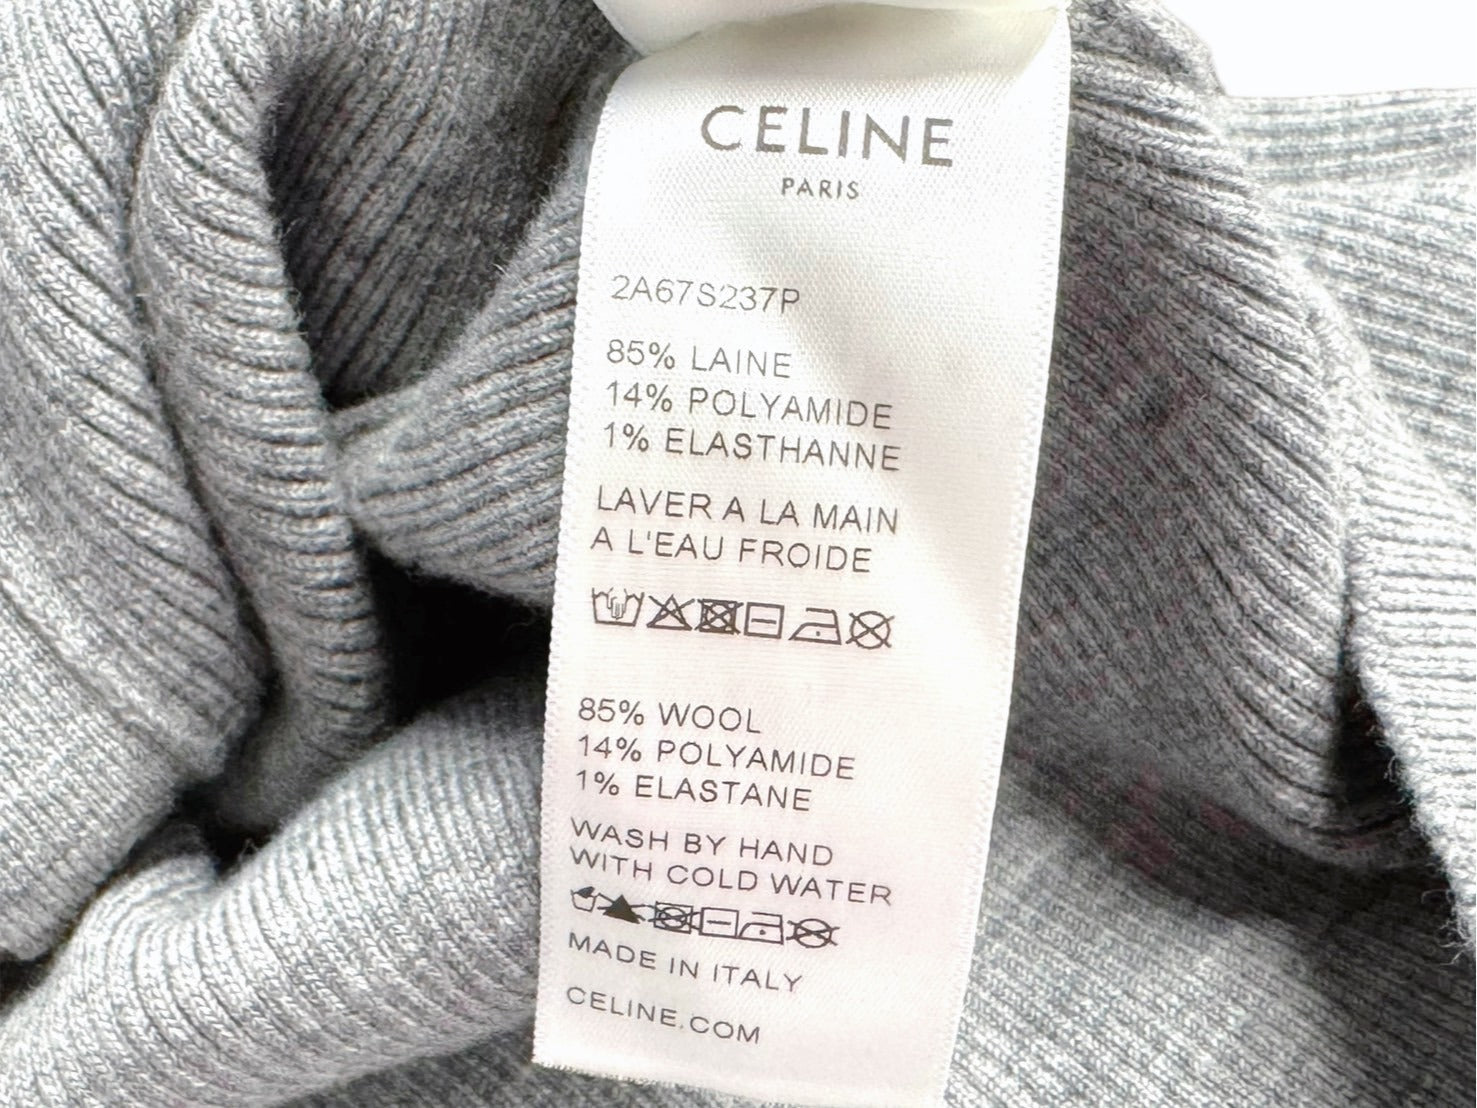 CELINE
PARIS
2A67S237P
85% LAINE
14% POLYAMIDE
1% ELASTHANNE
LAVER A LA MAIN
A L'EAU FROIDE
85% WOOL
14% POLYAMIDE
1% ELASTANE
WASH BY HAND
WITH COLD WATER
MADE IN ITALY
CELINE.COM